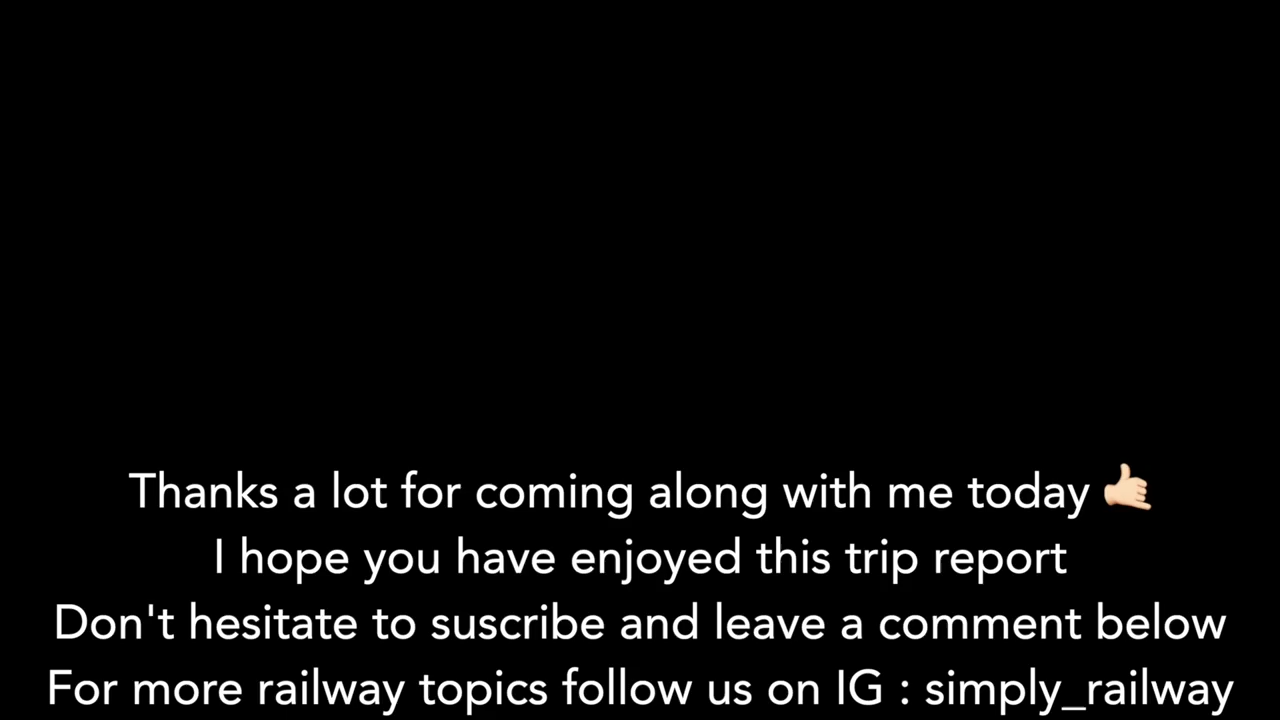 Thanks a lot for coming along with me today 🤙🏻
I hope you have enjoyed this trip report
Don't hesitate to suscribe and leave a comment below
For more railway topics follow us on IG : simply_railway